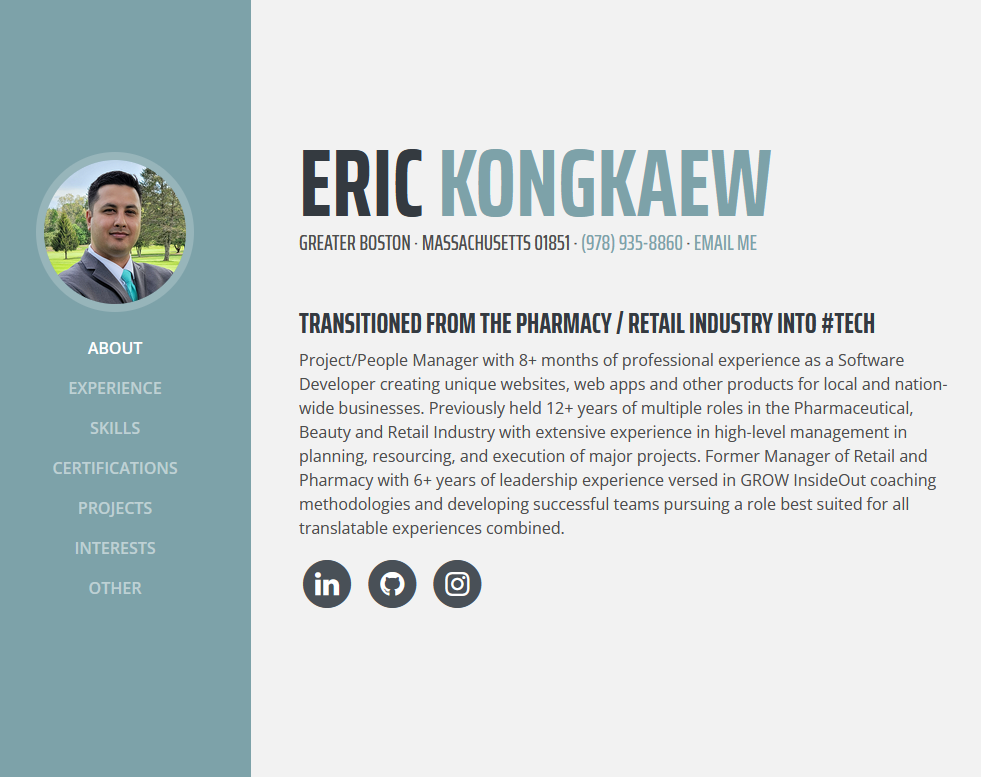 ABOUT
EXPERIENCE
SKILLS
CERTIFICATIONS
PROJECTS
INTERESTS
OTHER
ERIC KONGKAEW
GREATER BOSTON · MASSACHUSETTS 01851 · (978) 935-8860 · EMAIL ME
TRANSITIONED FROM THE PHARMACY / RETAIL INDUSTRY INTO #TECH
Project/People Manager with 8+ months of professional experience as a Software
Developer creating unique websites, web apps and other products for local and nation-
wide businesses. Previously held 12+ years of multiple roles in the Pharmaceutical,
Beauty and Retail Industry with extensive experience in high-level management in
planning, resourcing, and execution of major projects. Former Manager of Retail and
Pharmacy with 6+ years of leadership experience versed in GROW InsideOut coaching
methodologies and developing successful teams pursuing a role best suited for all
translatable experiences combined.
in